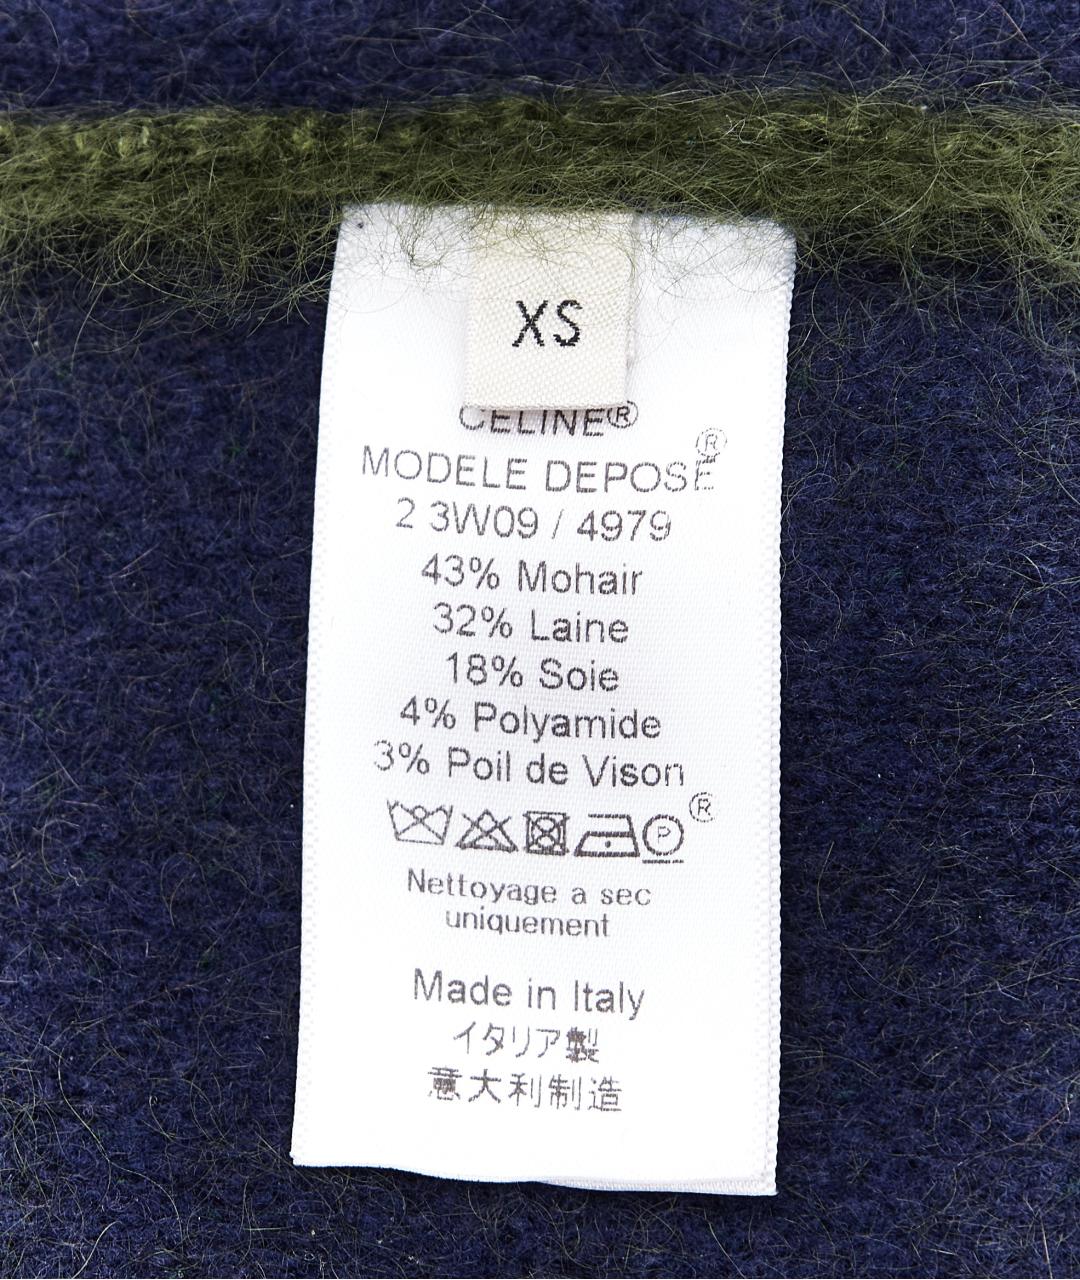 XS
CELINE®
MODELE DEPOSE®
2 3W09 / 4979
43% Mohair
32% Laine
18% Soie
4% Polyamide
3% Poil de Vison
P ®
Nettoyage a sec
uniquement
Made in Italy
イタリア製
意大利制造